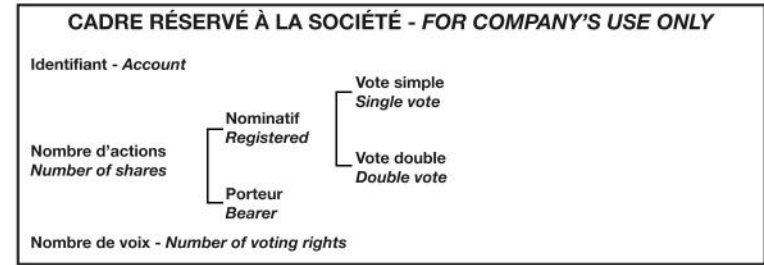 CADRE RÉSERVÉ À LA SOCIÉTÉ - FOR COMPANY'S USE ONLY
Identifiant - Account
Vote simple
Single vote
Nominatif
Registered
Nombre d'actions
Number of shares
Vote double
Double vote
Porteur
Bearer
Nombre de voix - Number of voting rights